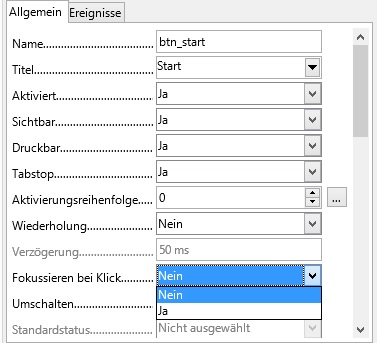 Allgemein Ereignisse
Name................................. btn_start
Titel................................... Start
Aktiviert............................. Ja
Sichtbar............................. Ja
Druckbar........................... Ja
Tabstop............................. Ja
Aktivierungsreihenfolge..... 0 ...
Wiederholung................... Nein
Verzögerung..................... 50 ms
Fokussieren bei Klick......... Nein
Nein
Umschalten....................... Ja
Standardstatus.................. Nicht ausgewählt